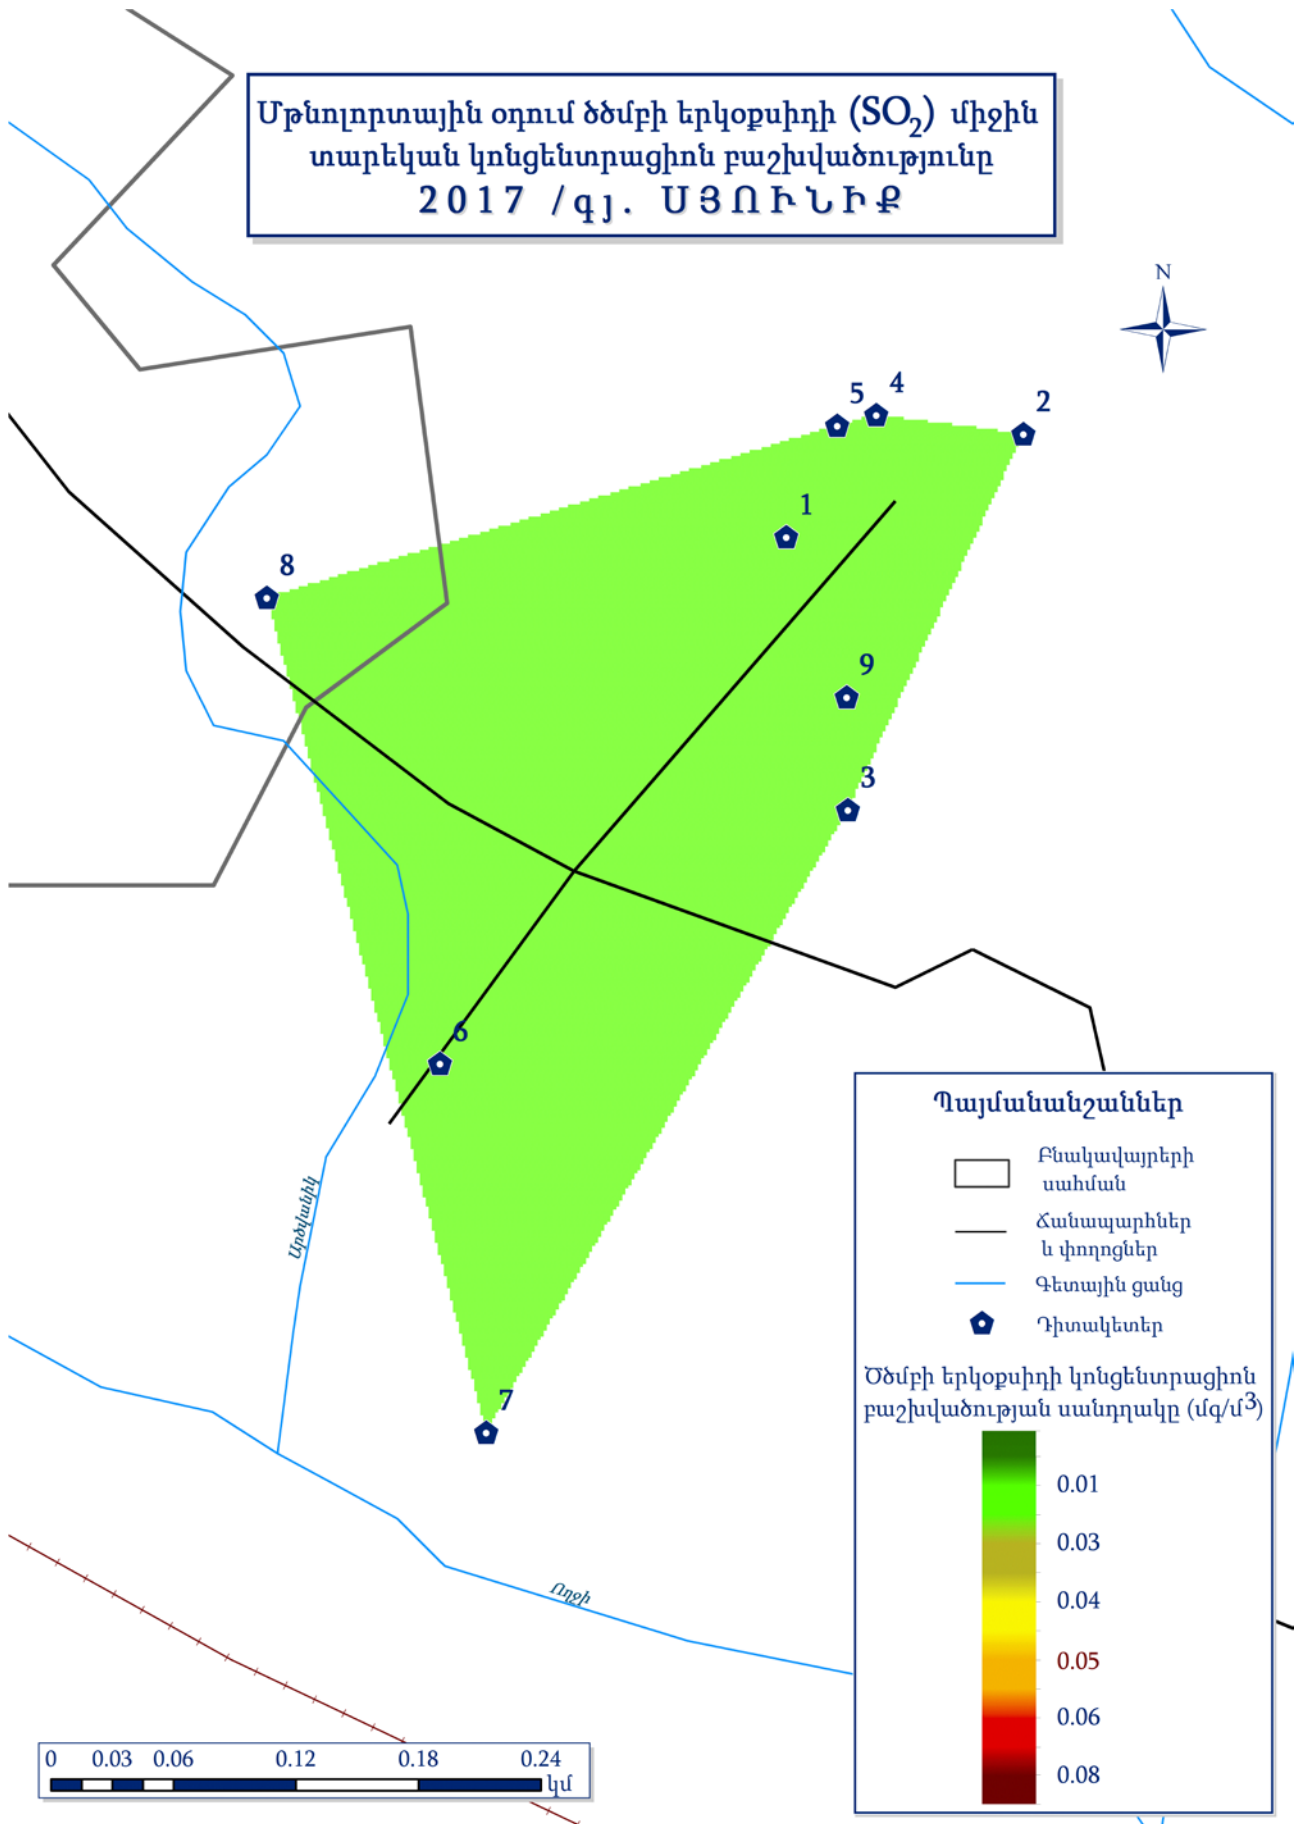 Մթնոլորտային օդում ծծմբի երկօքսիդի (SO₂) միջին
տարեկան կոնցենտրացիոն բաշխվածությունը
2017 /գյ. ՍՅՈՒՆԻՔ
N
5
4
2
1
8
9
3
6
7
Արծվանիկ
Ողջի
Պայմանանշաններ
Բնակավայրերի
սահման
Ճանապարհներ
և փողոցներ
Գետային ցանց
Դիտակետեր
Ծծմբի երկօքսիդի կոնցենտրացիոն
բաշխվածության սանդղակը (մգ/մ³)
0.01
0.03
0.04
0.05
0.06
0.08
0 0.03 0.06 0.12 0.18 0.24
կմ